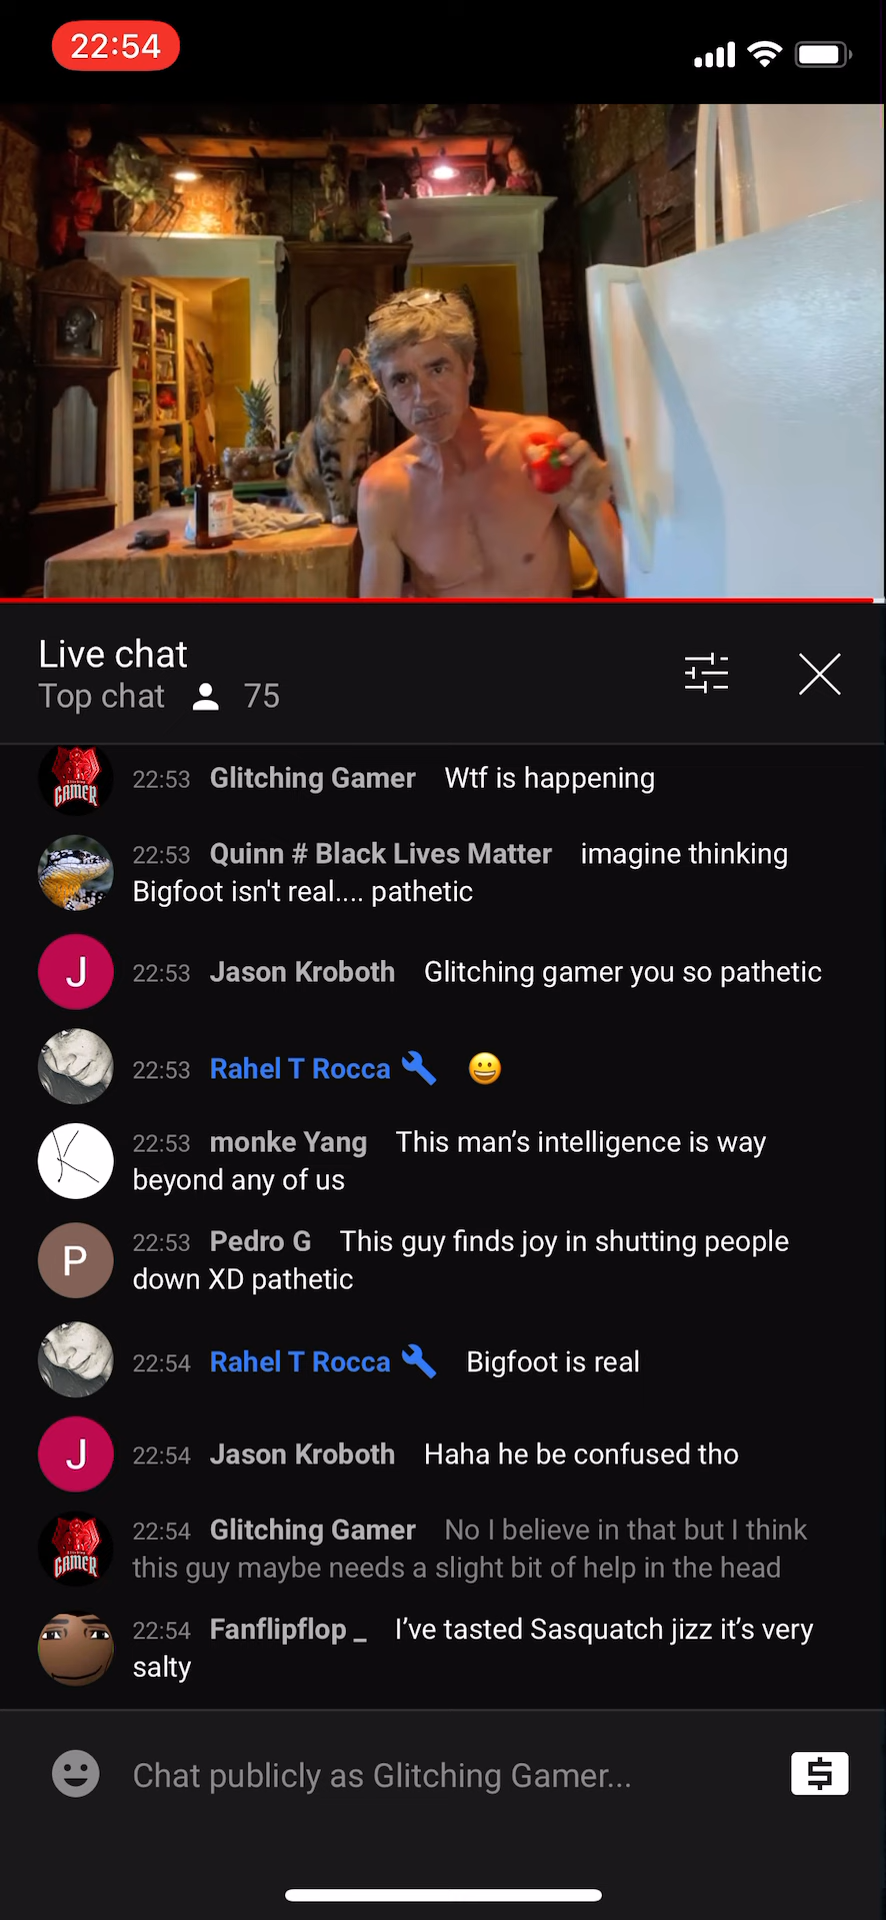 22:54
Live chat
Top chat 75
22:53 Glitching Gamer Wtf is happening
22:53 Quinn # Black Lives Matter imagine thinking
Bigfoot isn't real.... pathetic
J 22:53 Jason Kroboth Glitching gamer you so pathetic
22:53 Rahel T Rocca 😀
22:53 monke Yang This man’s intelligence is way
beyond any of us
P 22:53 Pedro G This guy finds joy in shutting people
down XD pathetic
22:54 Rahel T Rocca Bigfoot is real
J 22:54 Jason Kroboth Haha he be confused tho
22:54 Glitching Gamer No I believe in that but I think
this guy maybe needs a slight bit of help in the head
GAMER
22:54 Fanflipflop _ I’ve tasted Sasquatch jizz it’s very
salty
Chat publicly as Glitching Gamer...
$